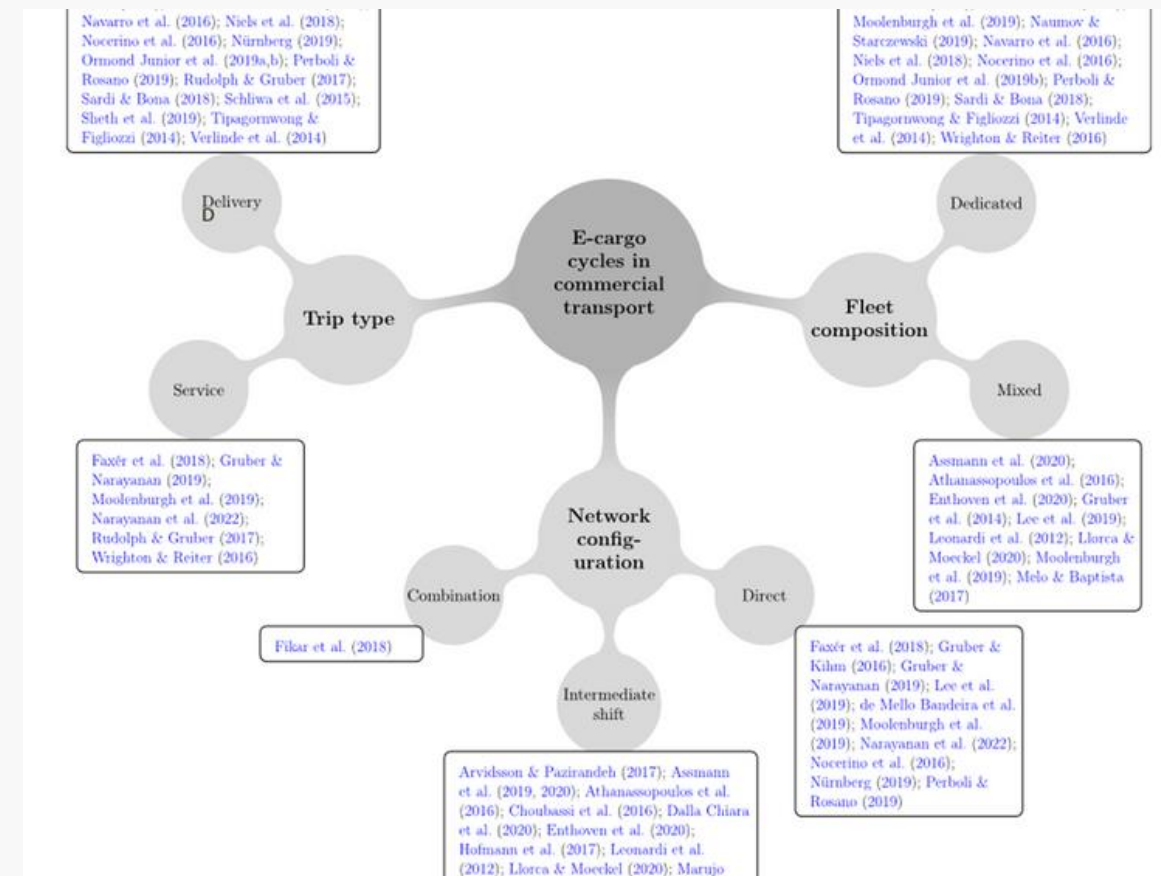 Navarro et al. (2016); Niels et al. (2018);
Nocerino et al. (2016); Nürnberg (2019);
Ormond Junior et al. (2019a,b); Perboli &
Rosano (2019); Rudolph & Gruber (2017);
Sardi & Bona (2018); Schliwa et al. (2015);
Sheth et al. (2019); Tipagornwong &
Figliozzi (2014); Verlinde et al. (2014)
Moolenburgh et al. (2019); Naumov &
Starczewski (2019); Navarro et al. (2016);
Niels et al. (2018); Nocerino et al. (2016);
Ormond Junior et al. (2019b); Perboli &
Rosano (2019); Sardi & Bona (2018);
Tipagornwong & Figliozzi (2014); Verlinde
et al. (2014); Wrighton & Reiter (2016)
Delivery
D
Dedicated
E-cargo
cycles in
commercial
transport
Trip type
Fleet
composition
Service
Mixed
Faxér et al. (2018); Gruber &
Narayanan (2019);
Moolenburgh et al. (2019);
Narayanan et al. (2022);
Rudolph & Gruber (2017);
Wrighton & Reiter (2016)
Assmann et al. (2020);
Athanassopoulos et al. (2016);
Enthoven et al. (2020); Gruber
et al. (2014); Lee et al. (2019);
Leonardi et al. (2012); Llorca &
Moeckel (2020); Moolenburgh
et al. (2019); Melo & Baptista
(2017)
Network
config-
uration
Combination
Direct
Fikar et al. (2018)
Faxér et al. (2018); Gruber &
Kihm (2016); Gruber &
Narayanan (2019); Lee et al.
(2019); de Mello Bandeira et al.
(2019); Moolenburgh et al.
(2019); Narayanan et al. (2022);
Nocerino et al. (2016);
Nürnberg (2019); Perboli &
Rosano (2019)
Intermediate
shift
Arvidsson & Pazirandeh (2017); Assmann
et al. (2019, 2020); Athanassopoulos et al.
(2016); Choubassi et al. (2016); Dalla Chiara
et al. (2020); Enthoven et al. (2020);
Hofmann et al. (2017); Leonardi et al.
(2012); Llorca & Moeckel (2020); Marujo